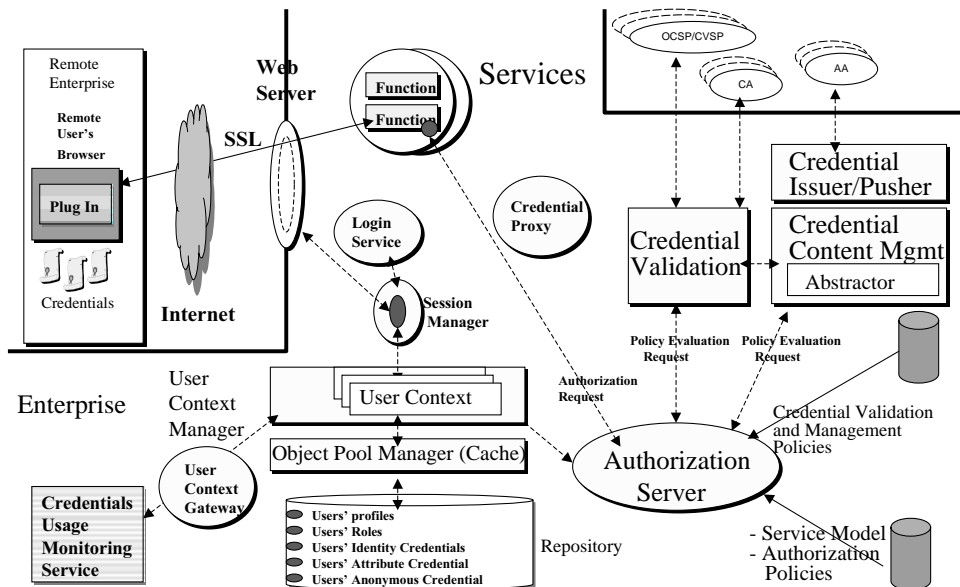 Remote
Enterprise
Remote
User's
Browser
Plug In
Credentials
Internet
SSL
Web
Server
Function
Function
Services
OCSP/CVSP
CA
AA
Credential
Issuer/Pusher
Credential
Validation
Credential
Content Mgmt
Abstractor
Credential
Proxy
Login
Service
Session
Manager
Policy Evaluation
Request
Policy Evaluation
Request
Authorization
Request
Enterprise
User
Context
Manager
User Context
Object Pool Manager (Cache)
User
Context
Gateway
Credentials
Usage
Monitoring
Service
Users' profiles
Users' Roles
Users' Identity Credentials
Users' Attribute Credential
Users' Anonymous Credential
Repository
Authorization
Server
Credential Validation
and Management
Policies
- Service Model
- Authorization
Policies